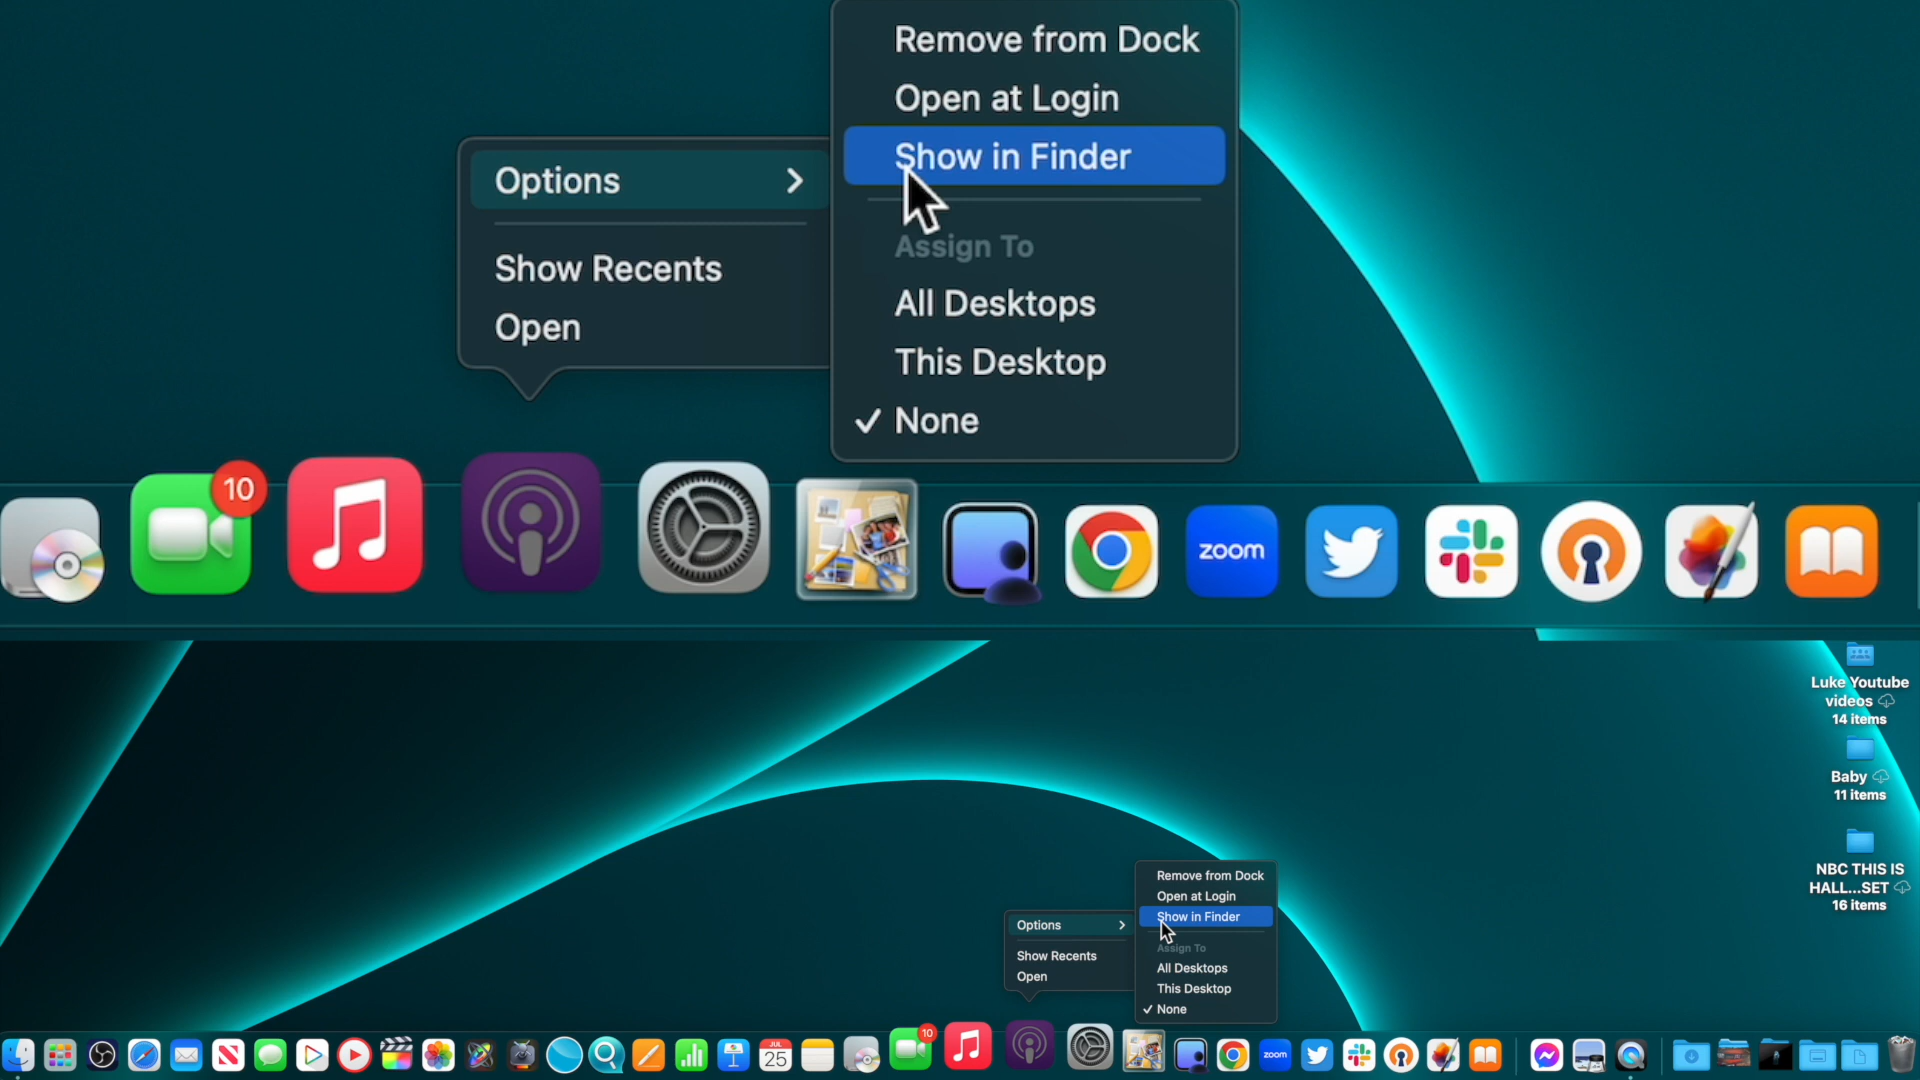 Remove from Dock
Open at Login
Show in Finder
Assign To
All Desktops
This Desktop
✓ None
Options
Show Recents
Open
10
zoom
Luke Youtube
videos
14 items
Baby
11 items
NBC THIS IS
HALL...SET
16 items
Remove from Dock
Open at Login
Show in Finder
Assign To
All Desktops
This Desktop
✓ None
Options
Show Recents
Open
JUL
25
10
zoom